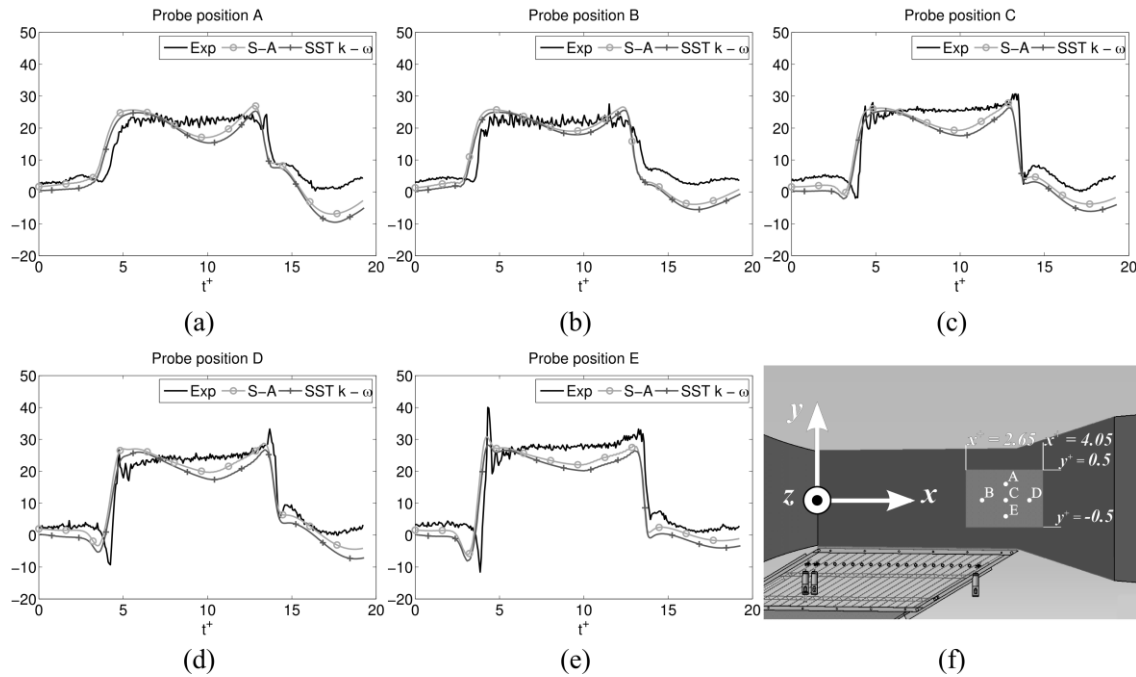 Probe position A
Exp S-A SST k - ω
50
40
30
20
10
0
-10
-20
0 5 10 15 20
t+
(a)
Probe position B
Exp S-A SST k - ω
50
40
30
20
10
0
-10
-20
0 5 10 15 20
t+
(b)
Probe position C
Exp S-A SST k - ω
50
40
30
20
10
0
-10
-20
0 5 10 15 20
t+
(c)
Probe position D
Exp S-A SST k - ω
50
40
30
20
10
0
-10
-20
0 5 10 15 20
t+
(d)
Probe position E
Exp S-A SST k - ω
50
40
30
20
10
0
-10
-20
0 5 10 15 20
t+
(e)
y
x+ = 2.65 x+ = 4.05
y+ = 0.5
A
z x B C D
E
y+ = -0.5
(f)